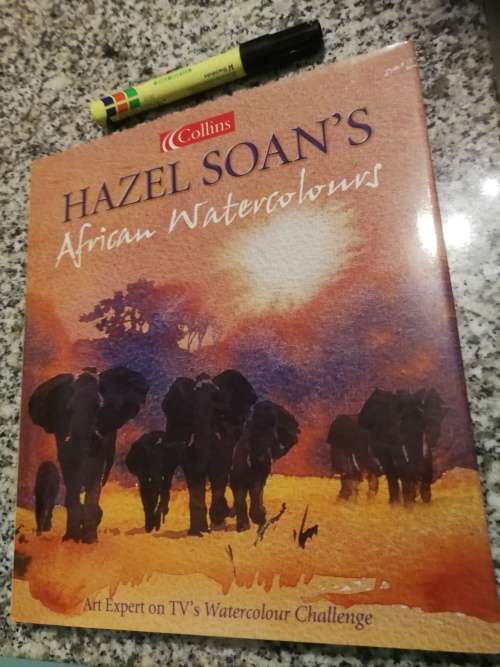 Collins
HAZEL SOAN'S
African Watercolours
Art Expert on TV's Watercolour Challenge